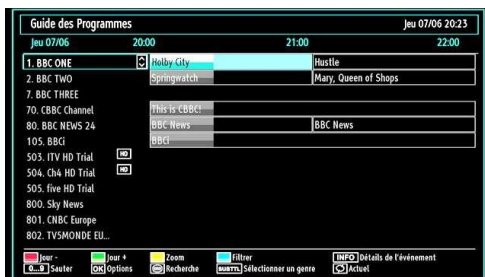 Guide des Programmes Jeu 07/06 20:23
Jeu 07/06 20:00 21:00 22:00
1. BBC ONE Holby City Hustle
2. BBC TWO Springwatch Mary, Queen of Shops
7. BBC THREE
70. CBBC Channel This is CBBC!
80. BBC NEWS 24 BBC News BBC News
105. BBCi BBCi
503. ITV HD Trial HD
504. Ch4 HD Trial HD
505. five HD Trial
800. Sky News
801. CNBC Europe
802. TV5MONDE EU...
Jour - Jour + Zoom Filtrer INFO Détails de l'événement
0...9 Sauter OK Options Recherche SUBTTL Sélectionner un genre Actuel